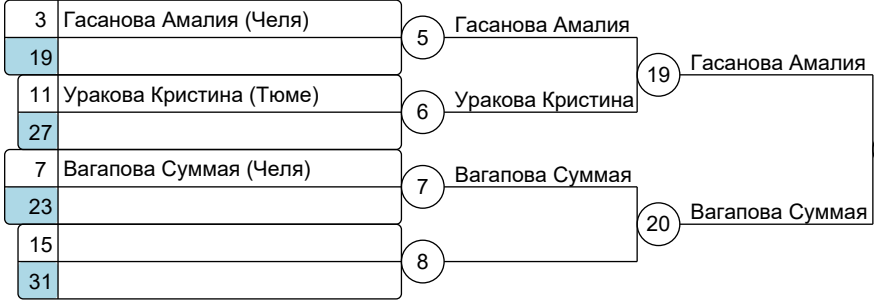 3 Гасанова Амалия (Челя)
19
11 Уракова Кристина (Тюме)
27
7 Вагапова Суммая (Челя)
23
15
31
5 Гасанова Амалия
6 Уракова Кристина
7 Вагапова Суммая
8
19 Гасанова Амалия
20 Вагапова Суммая